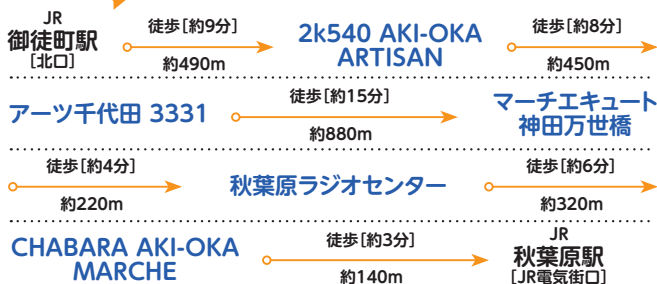 JR
御徒町駅
[北口]
徒歩[約9分]
約490m
2k540 AKI-OKA
ARTISAN
徒歩[約8分]
約450m
アーツ千代田 3331
徒歩[約15分]
約880m
マーチエキュート
神田万世橋
徒歩[約4分]
約220m
秋葉原ラジオセンター
徒歩[約6分]
約320m
CHABARA AKI-OKA
MARCHE
徒歩[約3分]
約140m
JR
秋葉原駅
[JR電気街口]